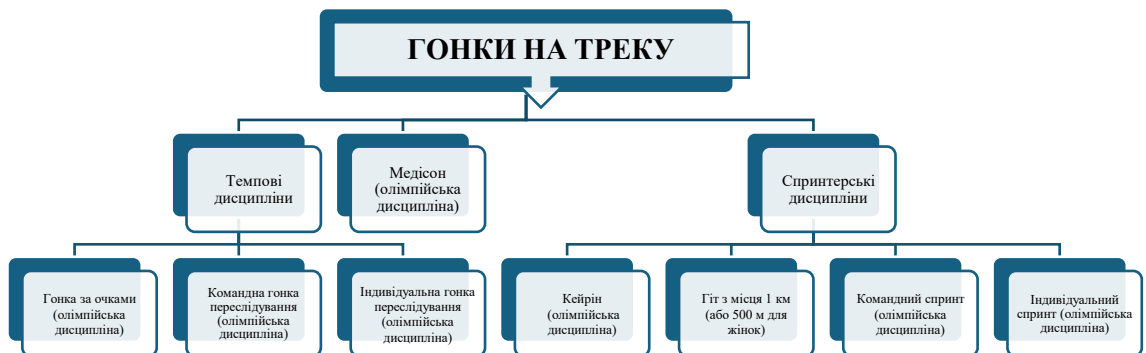 ГОНКИ НА ТРЕКУ
Темпові
дисципліни
Медісон
(олімпійська
дисципліна)
Спринтерські
дисципліни
Гонка за очками
(олімпійська
дисципліна)
Командна гонка
переслідування
(олімпійська
дисципліна)
Індивідуальна гонка
переслідування
(олімпійська
дисципліна)
Кейрін
(олімпійська
дисципліна)
Гіт з місця 1 км
(або 500 м для
жінок)
Командний спринт
(олімпійська
дисципліна)
Індивідуальний
спринт (олімпійська
дисципліна)